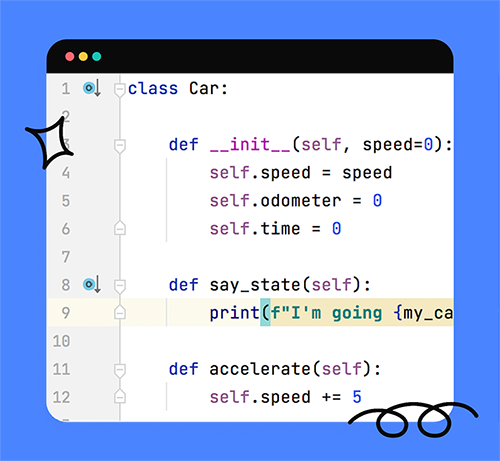 1 class Car:
2
3 def __init__(self, speed=0):
4 self.speed = speed
5 self.odometer = 0
6 self.time = 0
7
8 def say_state(self):
9 print(f"I'm going {my_ca
10
11 def accelerate(self):
12 self.speed += 5